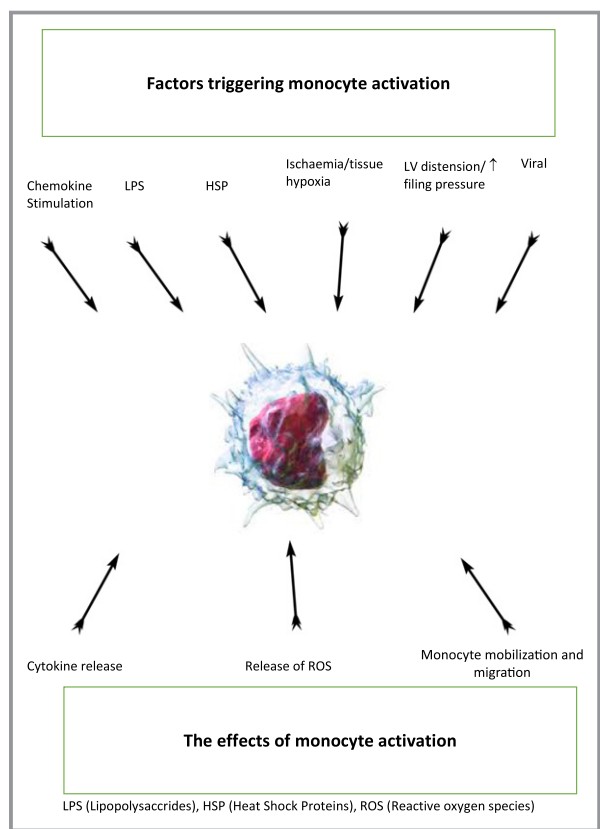 Factors triggering monocyte activation
Chemokine
Stimulation
LPS
HSP
Ischaemia/tissue
hypoxia
LV distension/ ↑
filing pressure
Viral
Cytokine release
Release of ROS
Monocyte mobilization and
migration
The effects of monocyte activation
LPS (Lipopolysaccrides), HSP (Heat Shock Proteins), ROS (Reactive oxygen species)